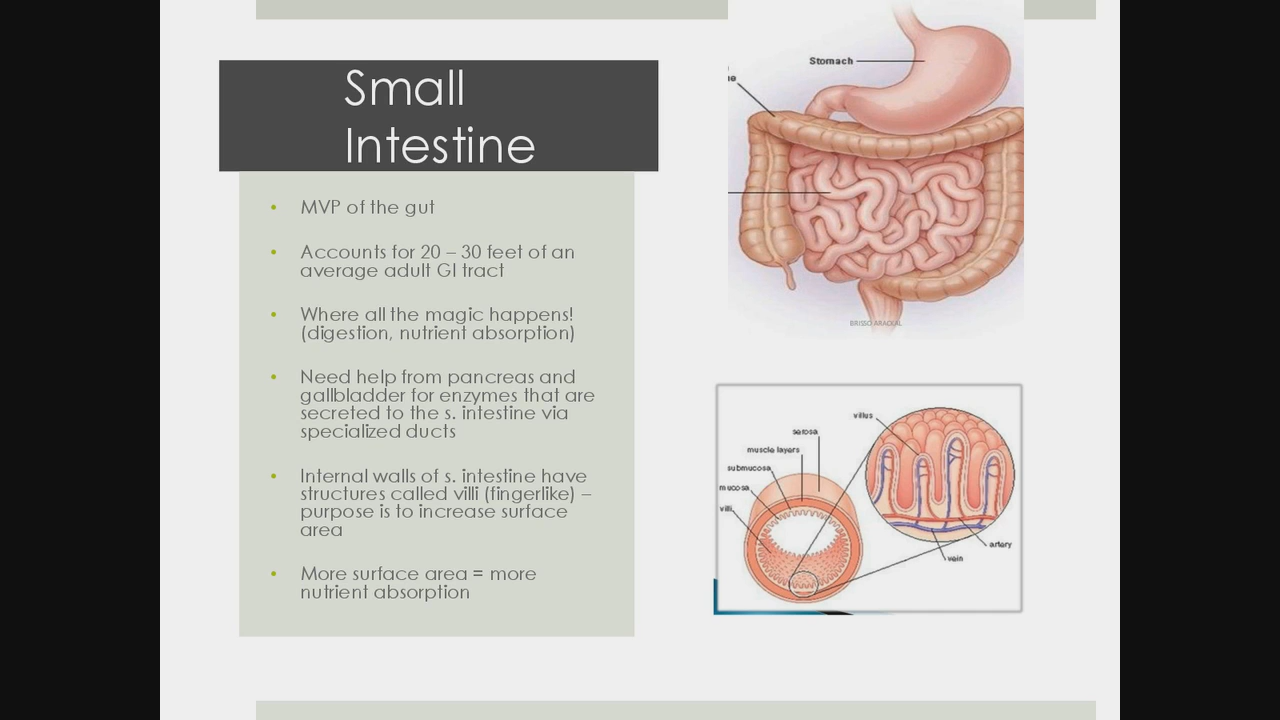 Small
Intestine
• MVP of the gut
• Accounts for 20 – 30 feet of an
average adult GI tract
• Where all the magic happens!
(digestion, nutrient absorption)
• Need help from pancreas and
gallbladder for enzymes that are
secreted to the s. intestine via
specialized ducts
• Internal walls of s. intestine have
structures called villi (fingerlike) –
purpose is to increase surface
area
• More surface area = more
nutrient absorption
Stomach
villus
serosa
muscle layers
submucosa
mucosa
villi
artery
vein